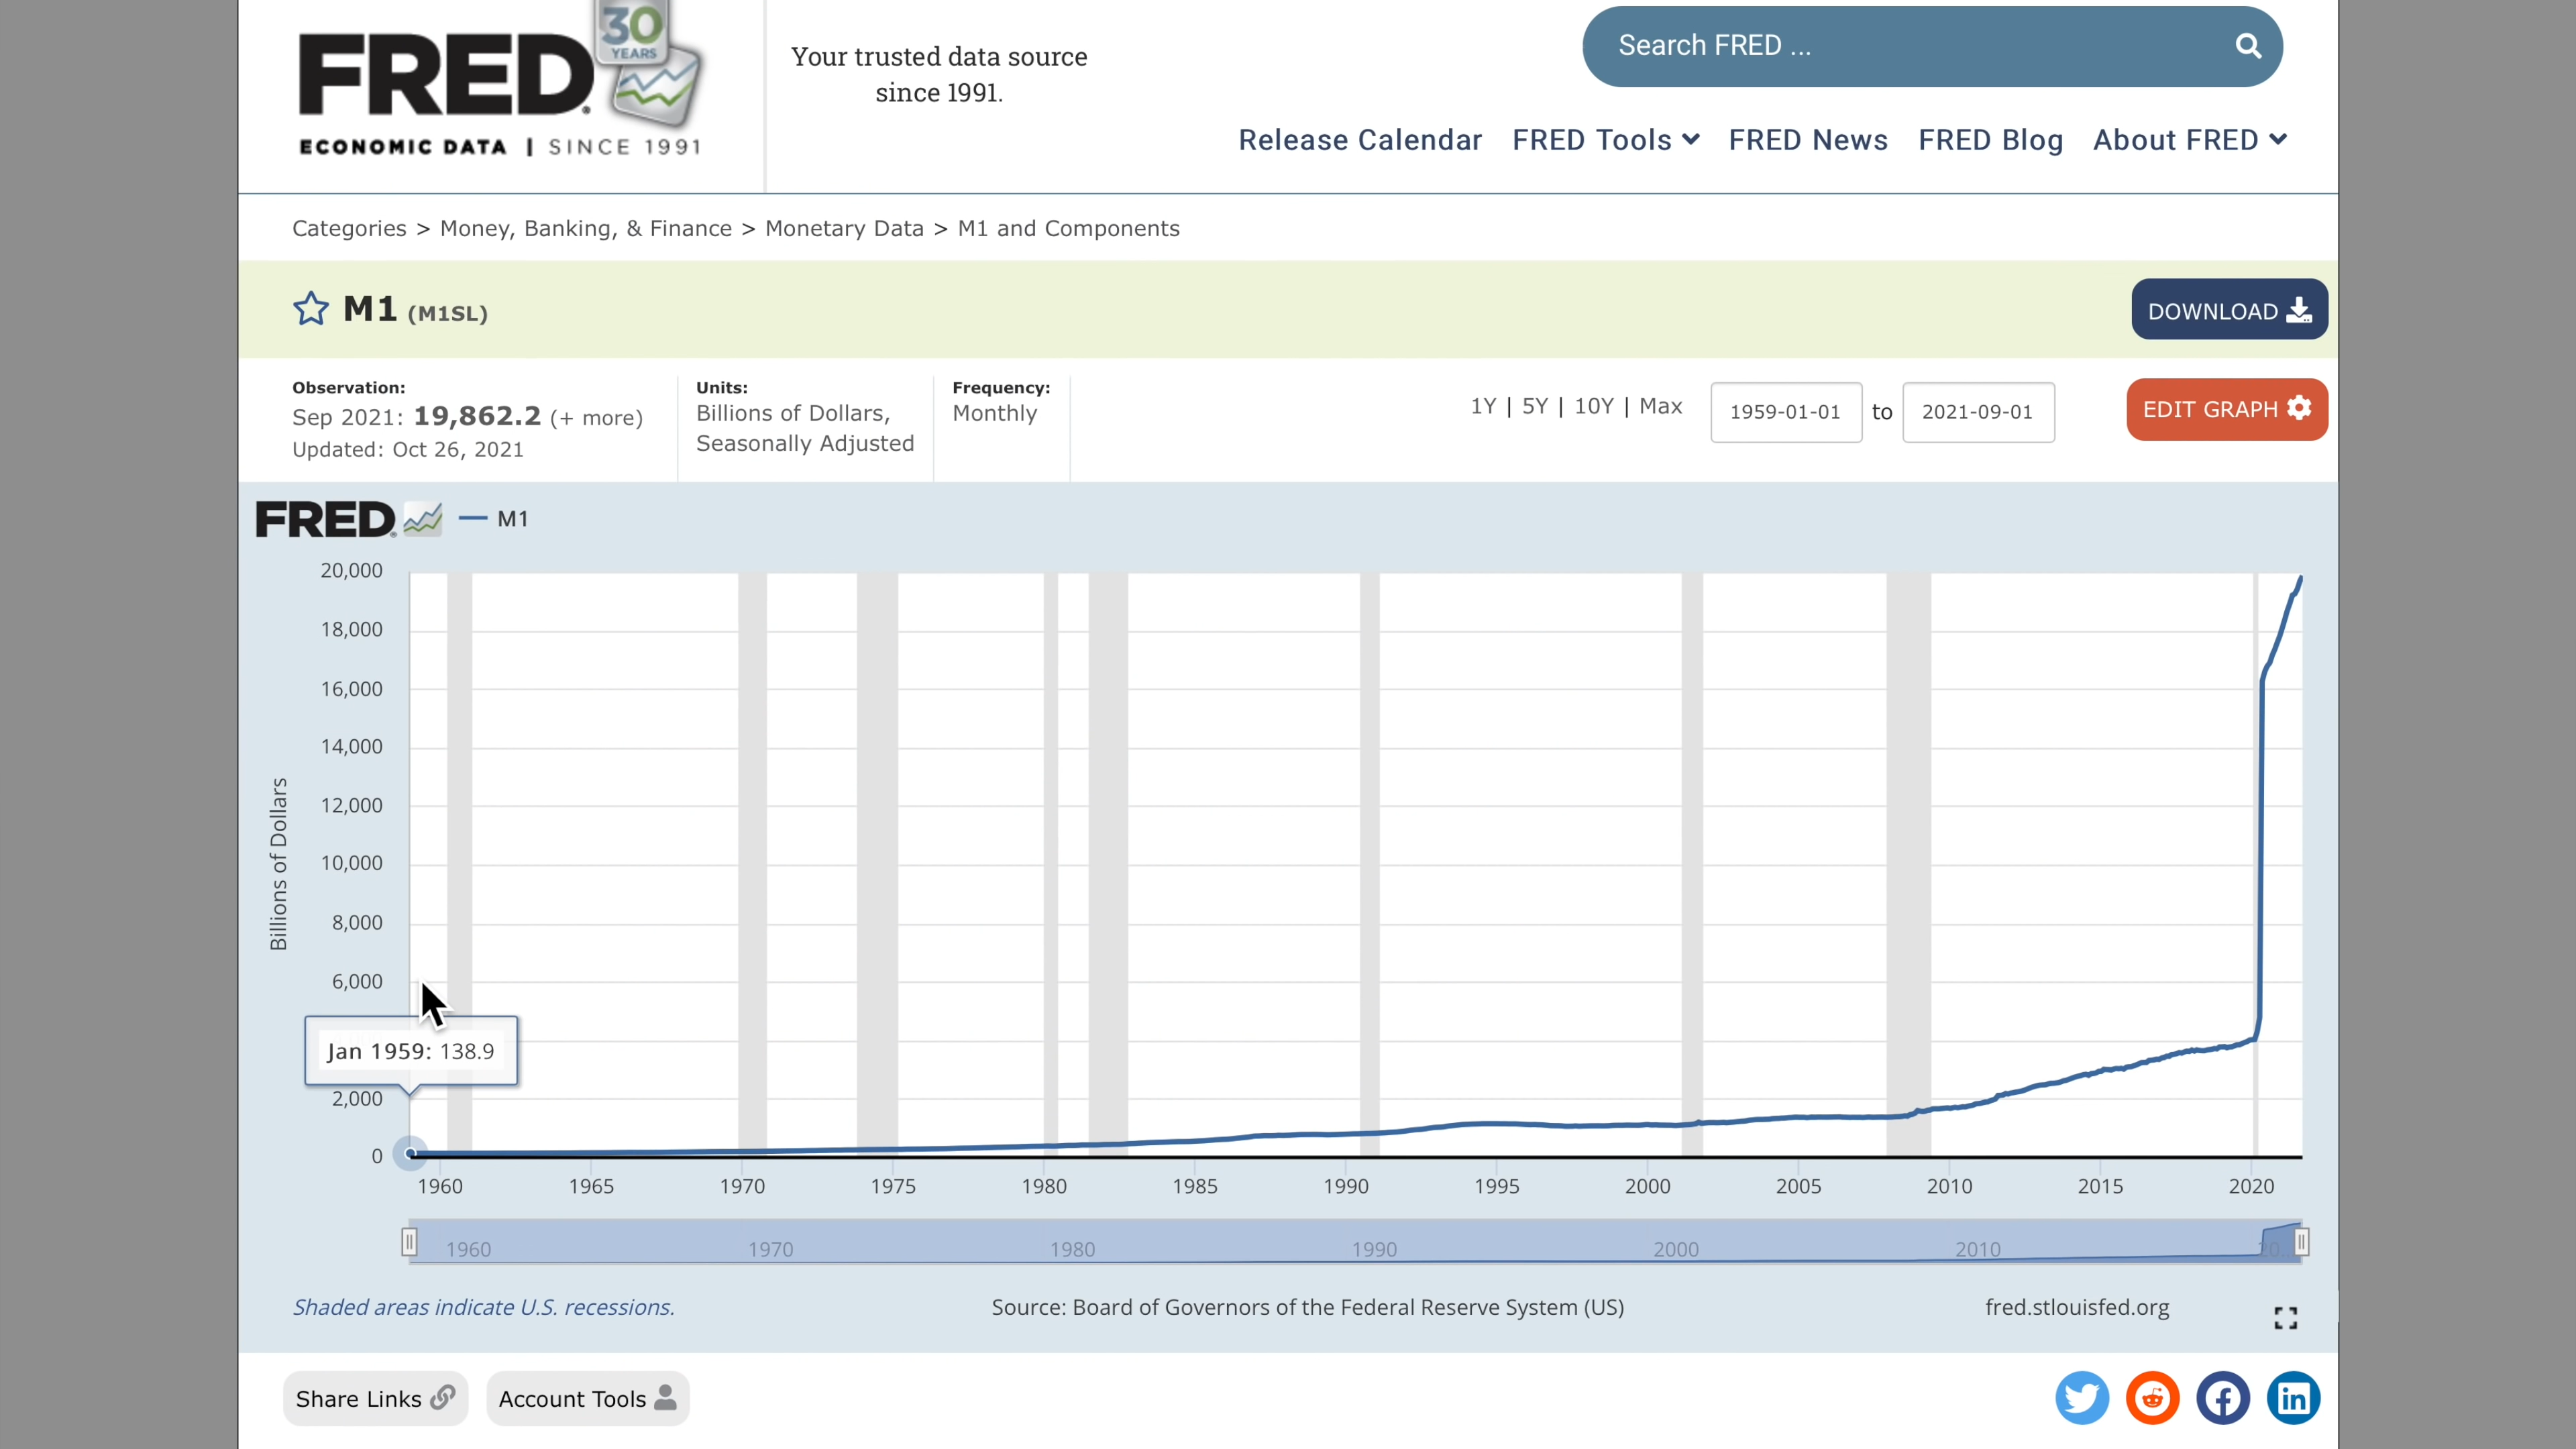 30
YEARS
FRED®
ECONOMIC DATA | SINCE 1991
Your trusted data source
since 1991.
Search FRED ...
Release Calendar FRED Tools FRED News FRED Blog About FRED
Categories > Money, Banking, & Finance > Monetary Data > M1 and Components
M1 (M1SL)
DOWNLOAD
Observation:
Sep 2021: 19,862.2 (+ more)
Updated: Oct 26, 2021
Units:
Billions of Dollars,
Seasonally Adjusted
Frequency:
Monthly
1Y | 5Y | 10Y | Max
1959-01-01 to 2021-09-01
EDIT GRAPH
FRED® M1
Billions of Dollars
20,000
18,000
16,000
14,000
12,000
10,000
8,000
6,000
Jan 1959: 138.9
2,000
0
1960 1965 1970 1975 1980 1985 1990 1995 2000 2005 2010 2015 2020
1960 1970 1980 1990 2000 2010
Shaded areas indicate U.S. recessions. Source: Board of Governors of the Federal Reserve System (US) fred.stlouisfed.org
Share Links Account Tools